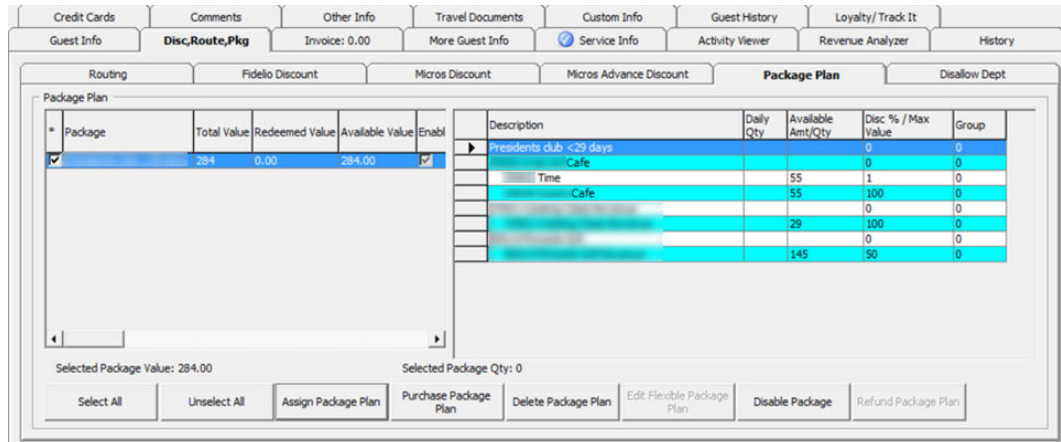 Credit Cards Comments Other Info Travel Documents Custom Info Guest History Loyalty/Track It
Guest Info Disc,Route,Pkg Invoice: 0.00 More Guest Info Service Info Activity Viewer Revenue Analyzer History
Routing Fidelio Discount Micros Discount Micros Advance Discount Package Plan Disallow Dept
Package Plan
* Package Total Value Redeemed Value Available Value Enabl
284 0.00 284.00
Description Daily Qty Available Amt/Qty Disc % / Max Value Group
Presidents club <29 days 0 0
Cafe 0 0
Time 55 1 0
Cafe 55 100 0
0 0
29 100 0
0 0
145 50 0
Selected Package Value: 284.00 Selected Package Qty: 0
Select All Unselect All Assign Package Plan Purchase Package Plan Delete Package Plan Edit Flexible Package Plan Disable Package Refund Package Plan